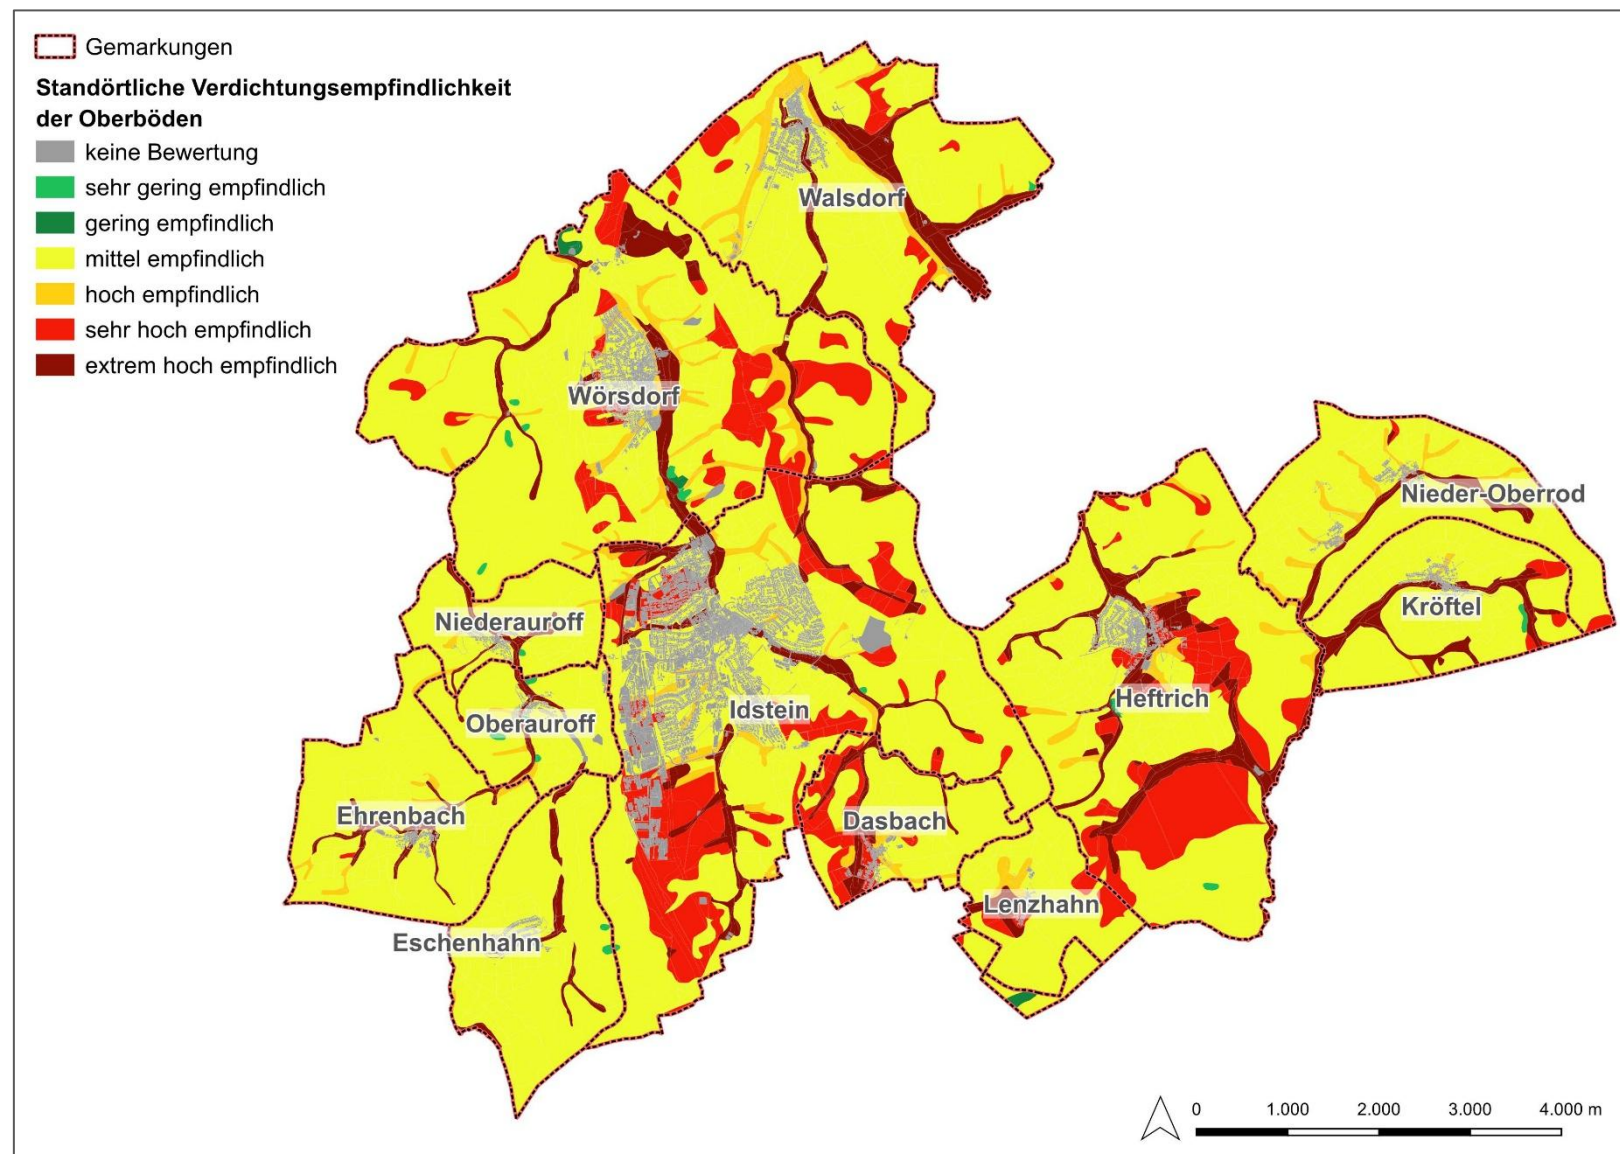 Gemarkungen
Standörtliche Verdichtungsempfindlichkeit
der Oberböden
keine Bewertung
sehr gering empfindlich
gering empfindlich
mittel empfindlich
hoch empfindlich
sehr hoch empfindlich
extrem hoch empfindlich
Walsdorf
Wörsdorf
Nieder-Oberrod
Kröftel
Niederauroff
Heftrich
Idstein
Oberauroff
Ehrenbach
Dasbach
Lenzhahn
Eschenhahn
0 1.000 2.000 3.000 4.000 m